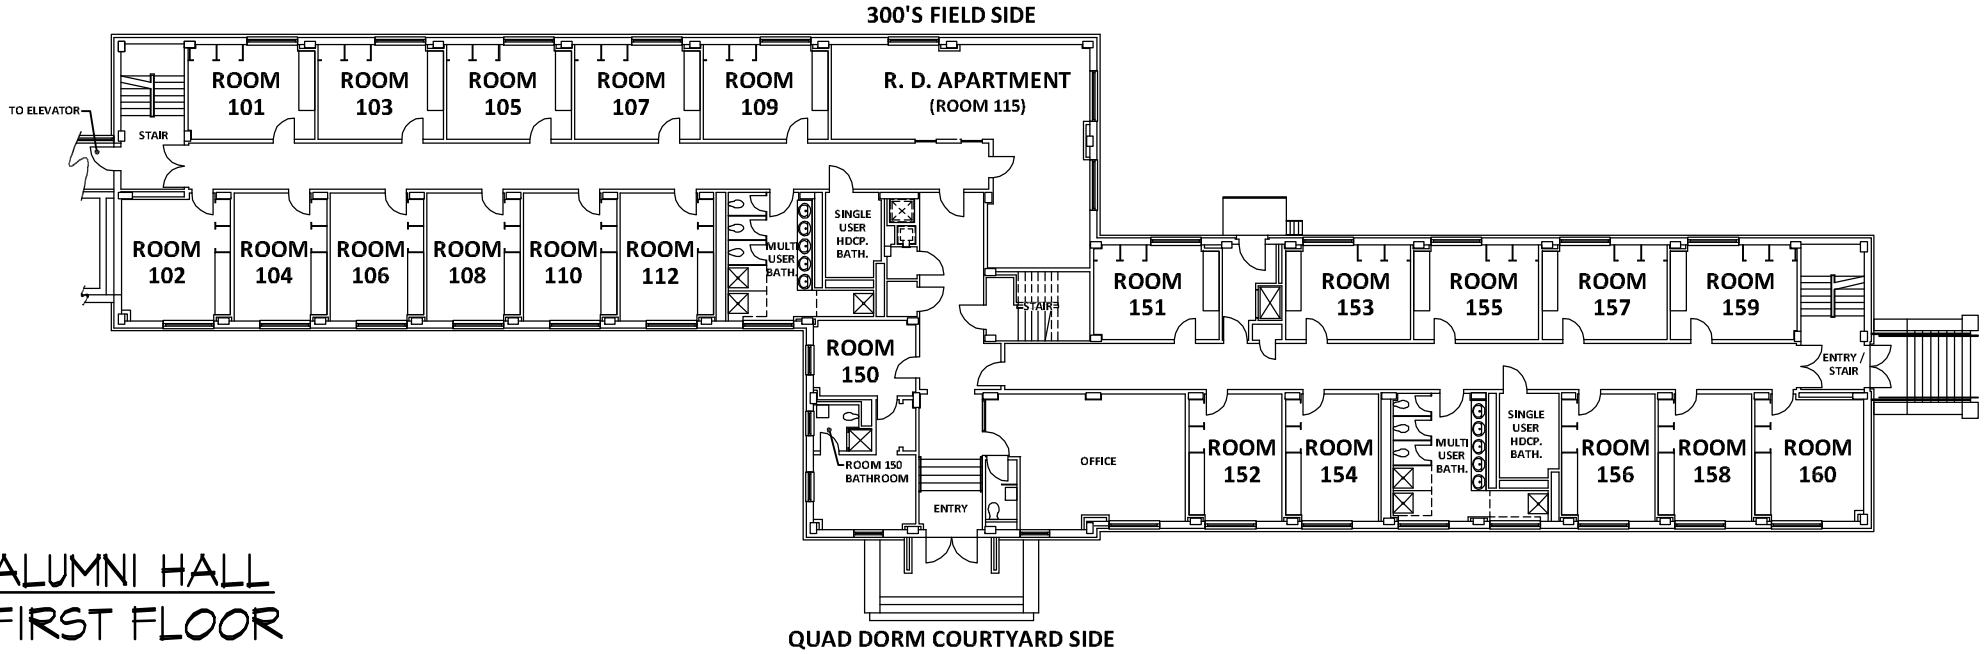 300'S FIELD SIDE
ROOM
101
ROOM
103
ROOM
105
ROOM
107
ROOM
109
R. D. APARTMENT
(ROOM 115)
TO ELEVATOR
STAIR
ROOM
102
ROOM
104
ROOM
106
ROOM
108
ROOM
110
ROOM
112
MULTI
USER
BATH.
SINGLE
USER
HDCP.
BATH.
STAIR
ROOM
151
ROOM
153
ROOM
155
ROOM
157
ROOM
159
ENTRY /
STAIR
ROOM
150
ROOM 150
BATHROOM
ENTRY
OFFICE
ROOM
152
ROOM
154
MULTI
USER
BATH.
SINGLE
USER
HDCP.
BATH.
ROOM
156
ROOM
158
ROOM
160
ALUMNI HALL
FIRST FLOOR
QUAD DORM COURTYARD SIDE